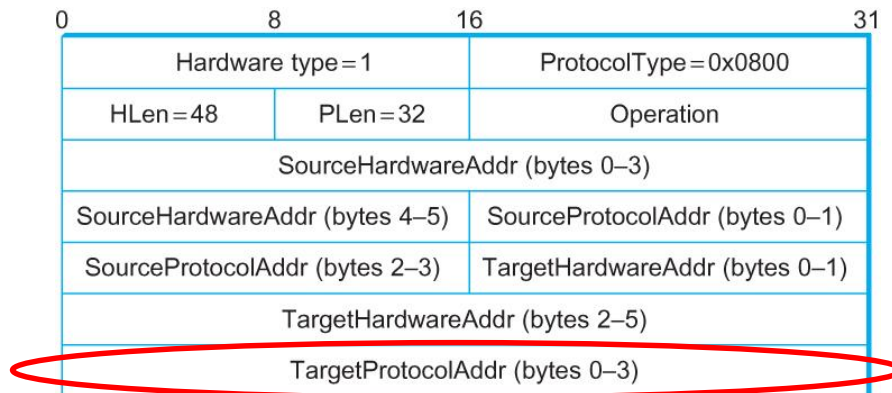 0 8 16 31
Hardware type=1 ProtocolType=0x0800
HLen=48 PLen=32 Operation
SourceHardwareAddr (bytes 0–3)
SourceHardwareAddr (bytes 4–5) SourceProtocolAddr (bytes 0–1)
SourceProtocolAddr (bytes 2–3) TargetHardwareAddr (bytes 0–1)
TargetHardwareAddr (bytes 2–5)
TargetProtocolAddr (bytes 0–3)